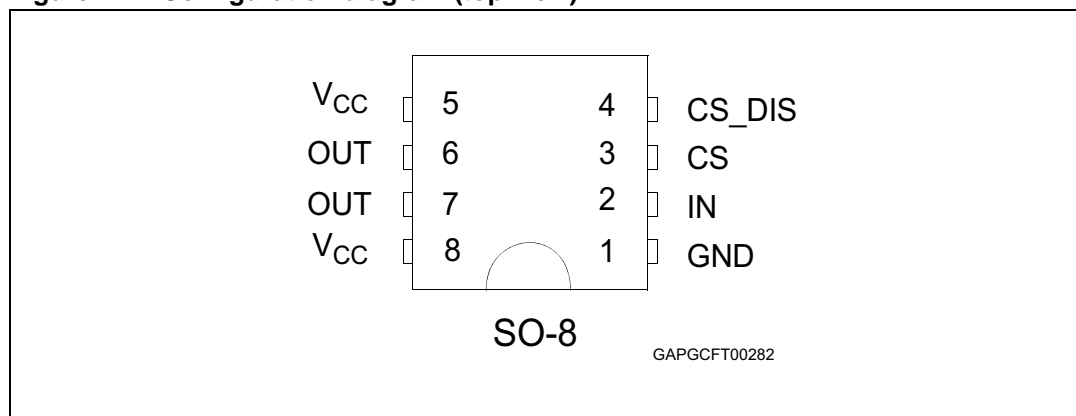 V_CC 5 4 CS_DIS
OUT 6 3 CS
OUT 7 2 IN
V_CC 8 1 GND
SO-8
GAPGCFT00282